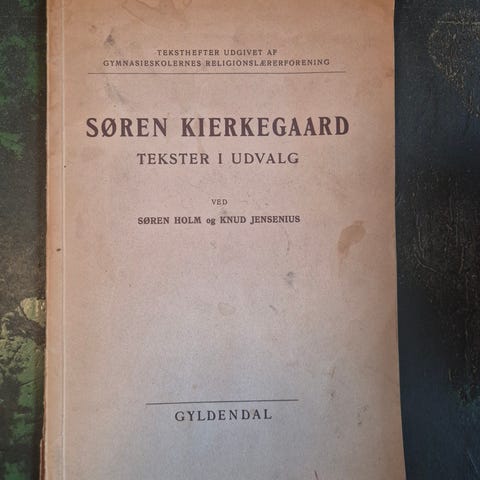 TEKSTHEFTER UDGIVET AF
GYMNASIESKOLERNES RELIGIONSLÆRERFORENING
SØREN KIERKEGAARD
TEKSTER I UDVALG
VED
SØREN HOLM og KNUD JENSENIUS
GYLDENDAL